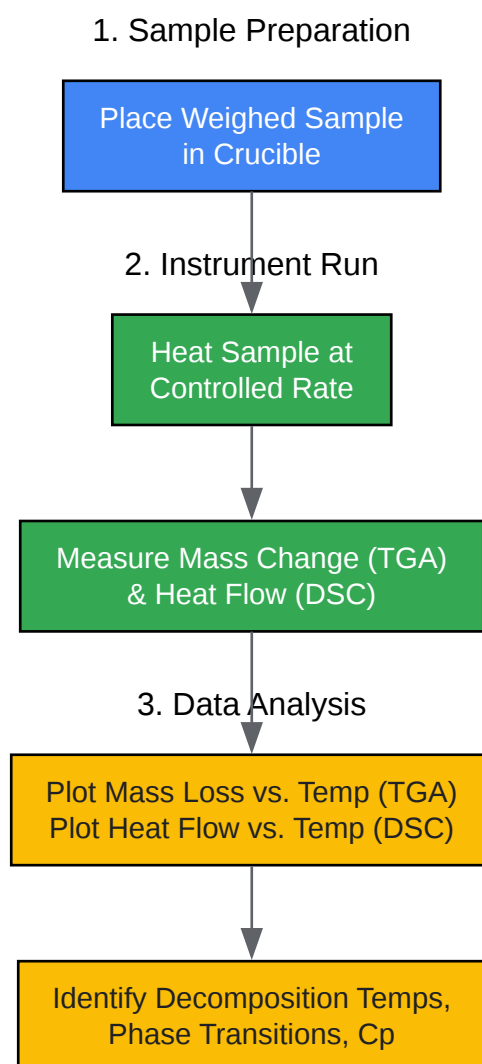 1. Sample Preparation
Place Weighed Sample
in Crucible
2. Instrument Run
Heat Sample at
Controlled Rate
Measure Mass Change (TGA)
& Heat Flow (DSC)
3. Data Analysis
Plot Mass Loss vs. Temp (TGA)
Plot Heat Flow vs. Temp (DSC)
Identify Decomposition Temps,
Phase Transitions, Cp